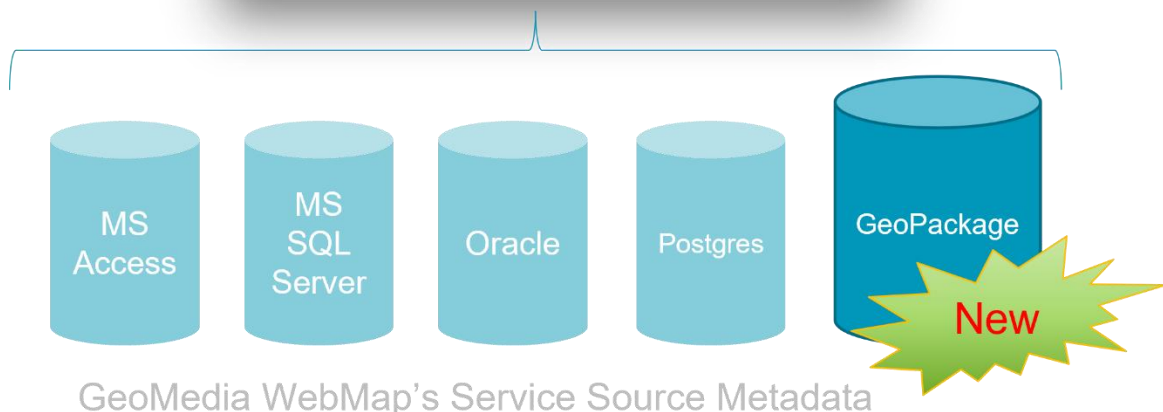 MS
Access
MS
SQL
Server
Oracle
Postgres
GeoPackage
New
GeoMedia WebMap's Service Source Metadata